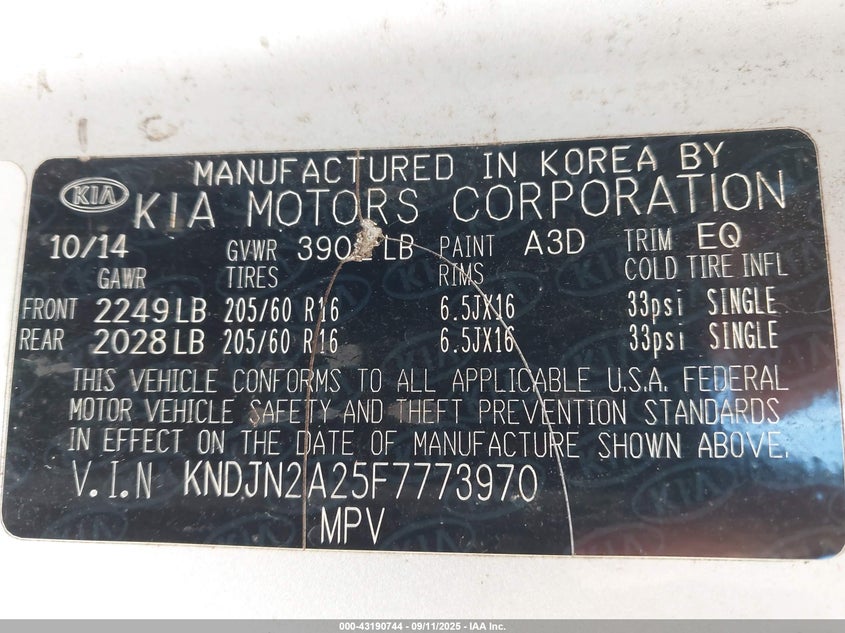 MANUFACTURED IN KOREA BY
KIA KIA MOTORS CORPORATION
10/14 GVWR LB PAINT A3D TRIM EQ
GAWR TIRES RIMS COLD TIRE INFL
FRONT 2249LB 205/60 R16 6.5JX16 33psi SINGLE
REAR 2028LB 205/60 R16 6.5JX16 33psi SINGLE
THIS VEHICLE CONFORMS TO ALL APPLICABLE U.S.A. FEDERAL
MOTOR VEHICLE SAFETY AND THEFT PREVENTION STANDARDS
IN EFFECT ON THE DATE OF MANUFACTURE SHOWN ABOVE.
V.I.N KNDJN2A25F7773970
MPV
000-43190744 - 09/11/2025 - IAA Inc.